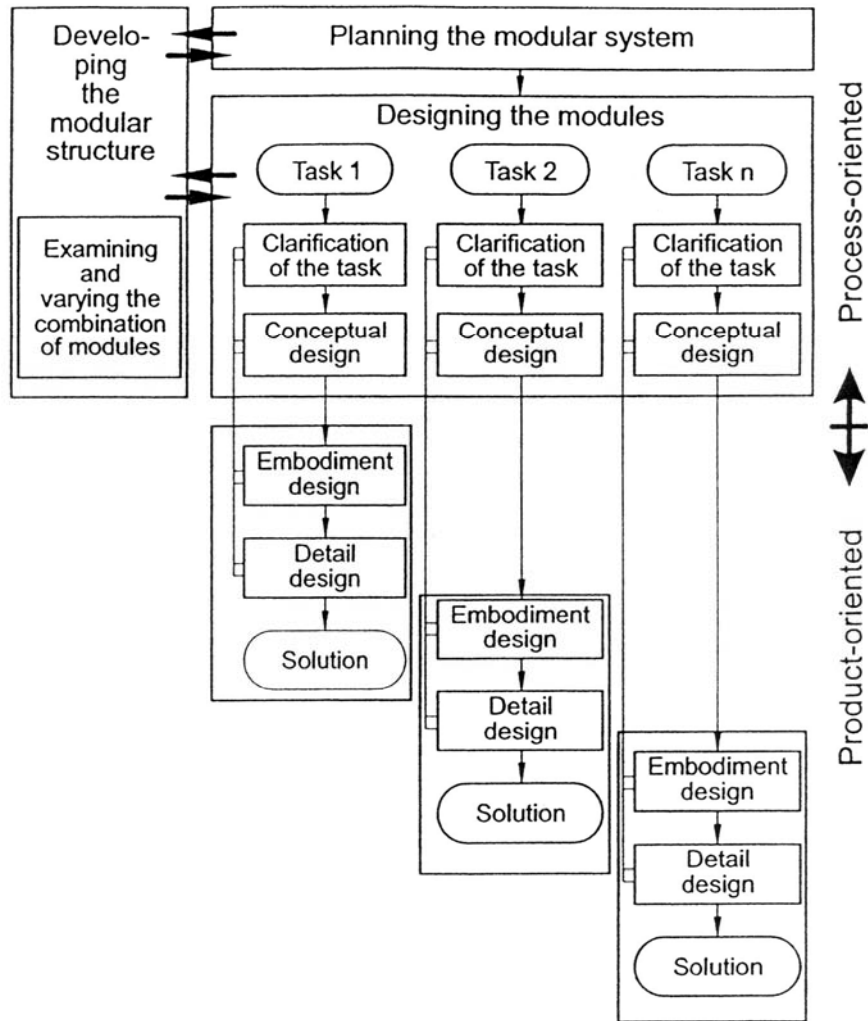 Develo-
ping
the
modular
structure
Examining
and
varying the
combination
of modules
Planning the modular system
Designing the modules
Task 1
Clarification
of the task
Conceptual
design
Embodiment
design
Detail
design
Solution
Task 2
Clarification
of the task
Conceptual
design
Embodiment
design
Detail
design
Solution
Task n
Clarification
of the task
Conceptual
design
Embodiment
design
Detail
design
Solution
Process-oriented
Product-oriented